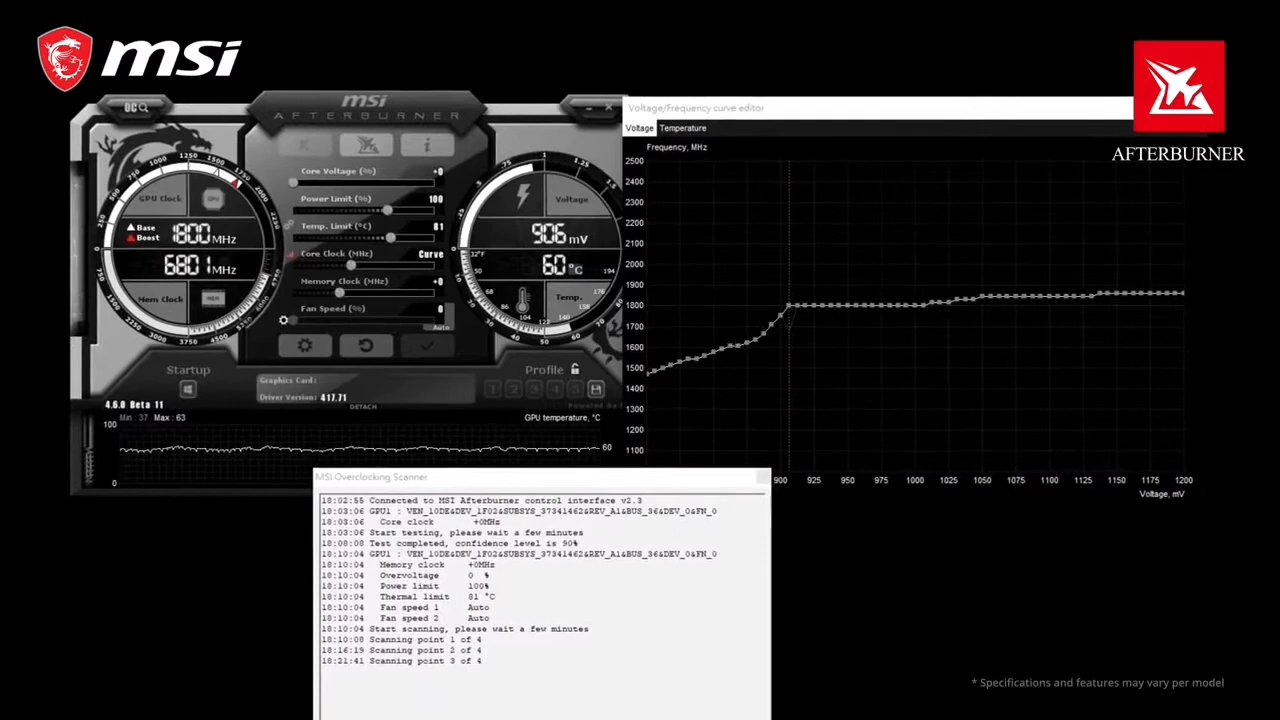 msi
AFTERBURNER
OC
msi
AFTERBURNER
Core Voltage (%) +0
Power Limit (%) 100
Temp. Limit (°C) 81
Core Clock (MHz) Curve
Memory Clock (MHz) +0
Fan Speed (%) 0
Auto
GPU Clock
Base
Boost
1800 MHz
6801 MHz
Mem Clock
MEM
Voltage
906 mV
60 °C
Temp.
Startup
Profile
1 2 3 4 5
Graphics Card:
Driver Version: 417.71
4.6.0 Beta 11
DETACH
Min : 37 Max : 63
GPU temperature, °C
100
60
0
Voltage/Frequency curve editor
Voltage Temperature
Frequency, MHz
2500
2400
2300
2200
2100
2000
1900
1800
1700
1600
1500
1400
1300
1200
1100
900 925 950 975 1000 1025 1050 1075 1100 1125 1150 1175 1200
Voltage, mV
MSI Overclocking Scanner
18:02:55 Connected to MSI Afterburner control interface v2.3
18:03:06 GPU1 : VEN_10DE&DEV_1F02&SUBSYS_37341462&REV_A1&BUS_36&DEV_0&FN_0
18:03:06 Core clock +0MHz
18:03:06 Start testing, please wait a few minutes
18:08:08 Test completed, confidence level is 90%
18:10:04 GPU1 : VEN_10DE&DEV_1F02&SUBSYS_37341462&REV_A1&BUS_36&DEV_0&FN_0
18:10:04 Memory clock +0MHz
18:10:04 Overvoltage 0 %
18:10:04 Power limit 100%
18:10:04 Thermal limit 81 °C
18:10:04 Fan speed 1 Auto
18:10:04 Fan speed 2 Auto
18:10:04 Start scanning, please wait a few minutes
18:10:08 Scanning point 1 of 4
18:16:19 Scanning point 2 of 4
18:21:41 Scanning point 3 of 4
* Specifications and features may vary per model